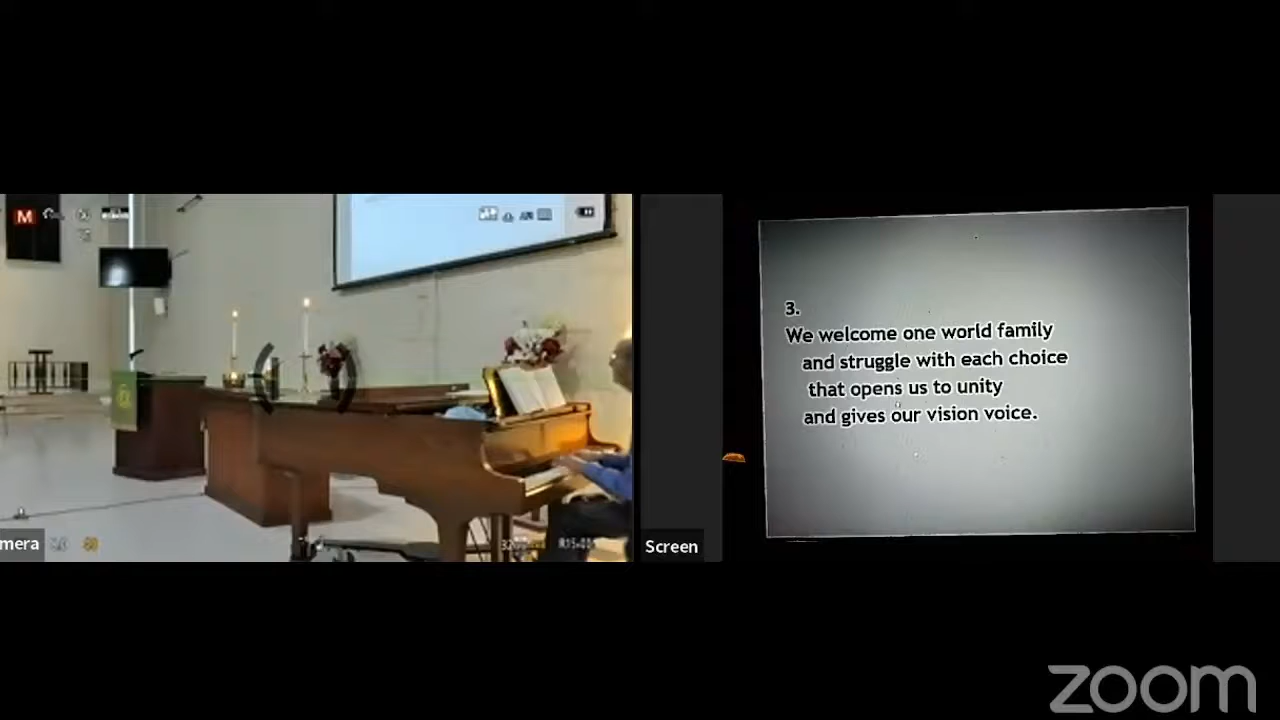 M
mera
3.
We welcome one world family
and struggle with each choice
that opens us to unity
and gives our vision voice.
Screen
zoom